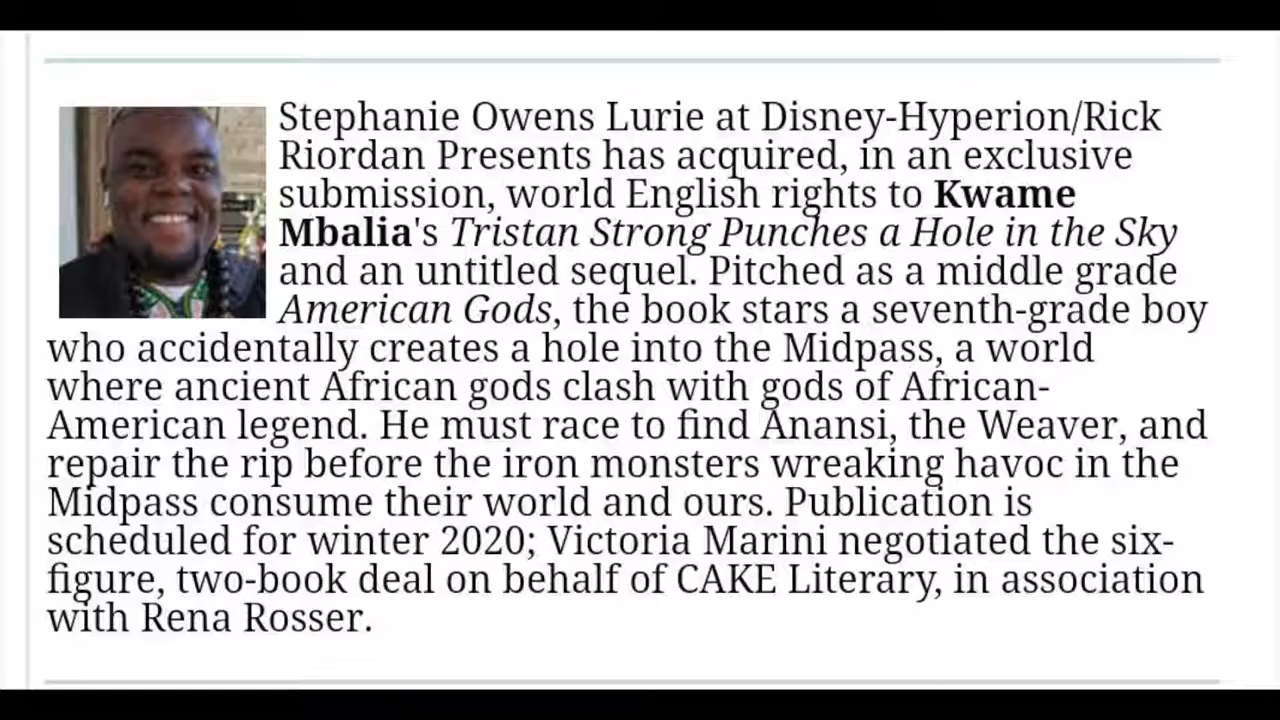 Stephanie Owens Lurie at Disney-Hyperion/Rick
Riordan Presents has acquired, in an exclusive
submission, world English rights to Kwame
Mbalia's Tristan Strong Punches a Hole in the Sky
and an untitled sequel. Pitched as a middle grade
American Gods, the book stars a seventh-grade boy
who accidentally creates a hole into the Midpass, a world
where ancient African gods clash with gods of African-
American legend. He must race to find Anansi, the Weaver, and
repair the rip before the iron monsters wreaking havoc in the
Midpass consume their world and ours. Publication is
scheduled for winter 2020; Victoria Marini negotiated the six-
figure, two-book deal on behalf of CAKE Literary, in association
with Rena Rosser.